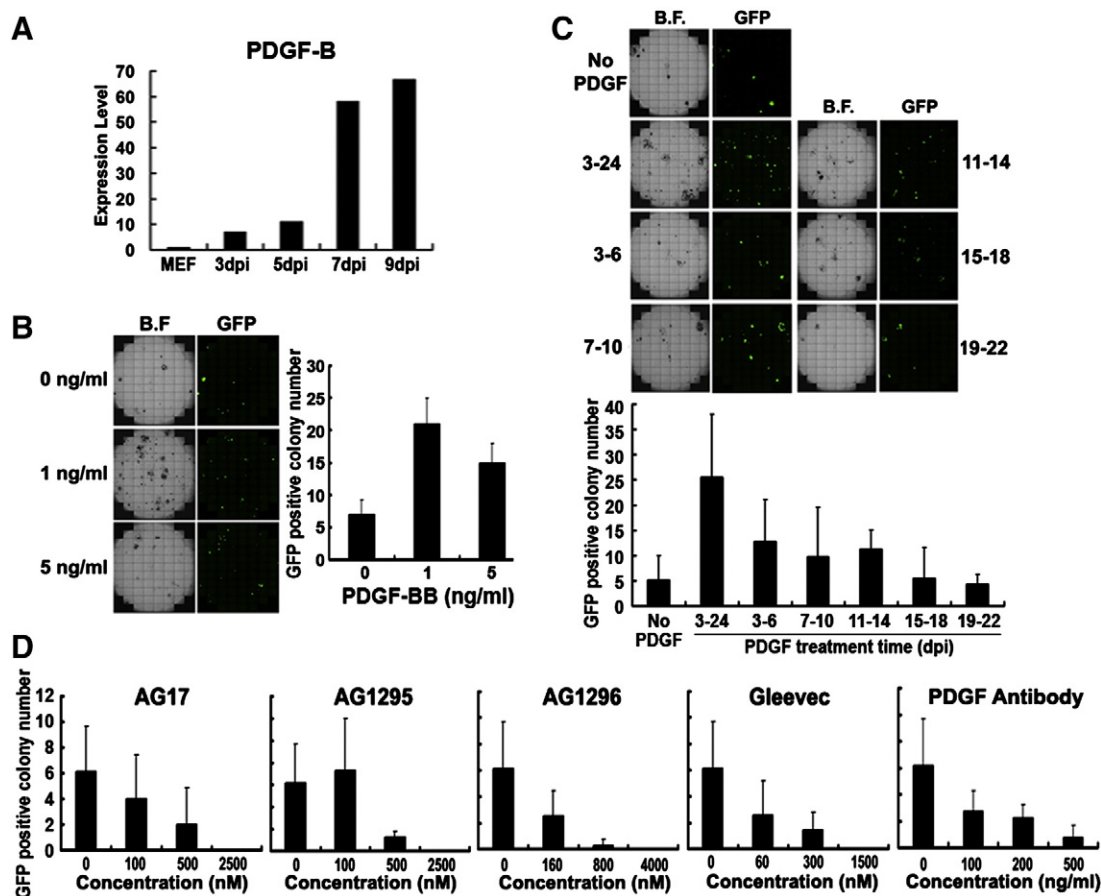 A
PDGF-B
Expression Level
70
60
50
40
30
20
10
0
MEF 3dpi 5dpi 7dpi 9dpi
B
B.F GFP
0 ng/ml
1 ng/ml
5 ng/ml
GFP positive colony number
30
25
20
15
10
5
0
0 1 5
PDGF-BB (ng/ml)
C
B.F. GFP
No PDGF
B.F. GFP
3-24 11-14
3-6 15-18
7-10 19-22
GFP positive colony number
40
35
30
25
20
15
10
5
0
No PDGF 3-24 3-6 7-10 11-14 15-18 19-22
PDGF treatment time (dpi)
D
GFP positive colony number
12
10
8
6
4
2
0
AG17
0 100 500 2500
Concentration (nM)
AG1295
0 100 500 2500
Concentration (nM)
AG1296
0 160 800 4000
Concentration (nM)
Gleevec
0 60 300 1500
Concentration (nM)
PDGF Antibody
0 100 200 500
Concentration (ng/ml)